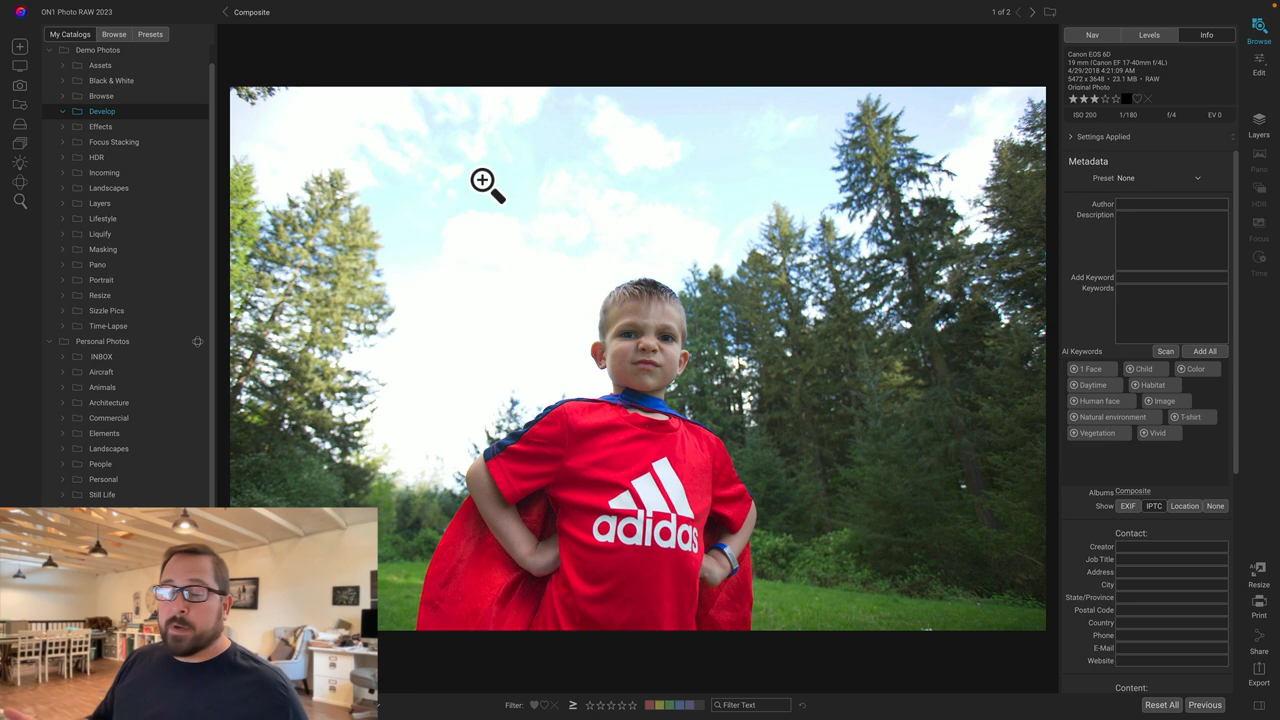 ON1 Photo RAW 2023
Composite
1 of 2
My Catalogs
Browse
Presets
Demo Photos
Assets
Black & White
Browse
Develop
Effects
Focus Stacking
HDR
Incoming
Landscapes
Layers
Lifestyle
Liquify
Masking
Pano
Portrait
Resize
Sizzle Pics
Time-Lapse
Personal Photos
INBOX
Aircraft
Animals
Architecture
Commercial
Elements
Landscapes
People
Personal
Still Life
adidas
Filter:
Filter Text
Nav
Levels
Info
Canon EOS 6D
19 mm (Canon EF 17-40mm f/4L)
4/29/2018 4:21:09 AM
5472 x 3648 • 23.1 MB • RAW
Original Photo
ISO 200
1/180
f/4
EV 0
Settings Applied
Metadata
Preset None
Author
Description
Add Keyword
Keywords
AI Keywords
Scan
Add All
1 Face
Child
Color
Daytime
Habitat
Human face
Image
Natural environment
T-shirt
Vegetation
Vivid
Albums Composite
Show EXIF IPTC Location None
Contact:
Creator
Job Title
Address
City
State/Province
Postal Code
Country
Phone
E-Mail
Website
Content:
Reset All
Previous
Browse
Edit
Layers
Pano
HDR
Focus
Time
AI
Resize
Print
Share
Export